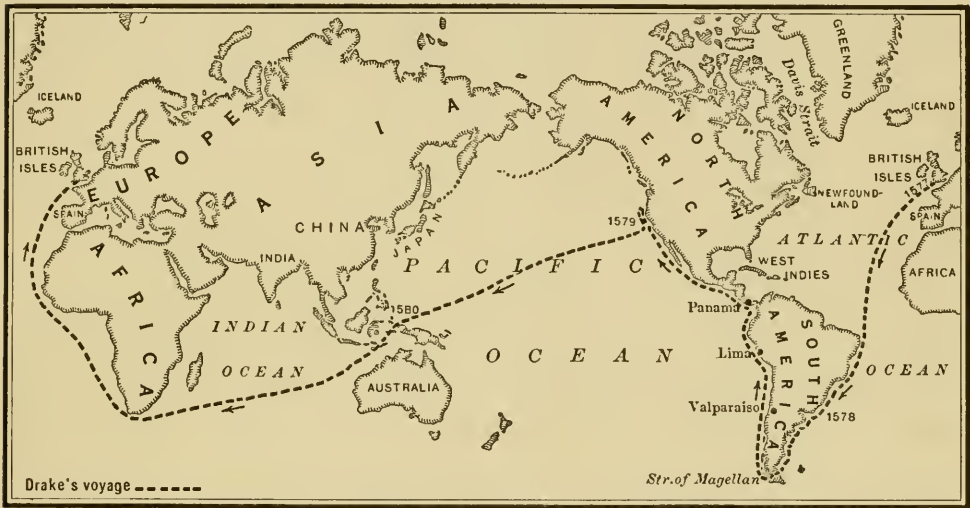 GREENLAND
Davis Strait
ICELAND
ICELAND
EUROPE
ASIA
NORTH
AMERICA
BRITISH
ISLES
BRITISH
ISLES
1577
SPAIN
SPAIN
NEWFOUND-
LAND
CHINA
JAPAN
1579
ATLANTIC
AFRICA
INDIA
PACIFIC
WEST
INDIES
AFRICA
1580
Panama
INDIAN
OCEAN
OCEAN
Lima
SOUTH
AMERICA
OCEAN
AUSTRALIA
Valparaiso
1578
Str. of Magellan
Drake's voyage